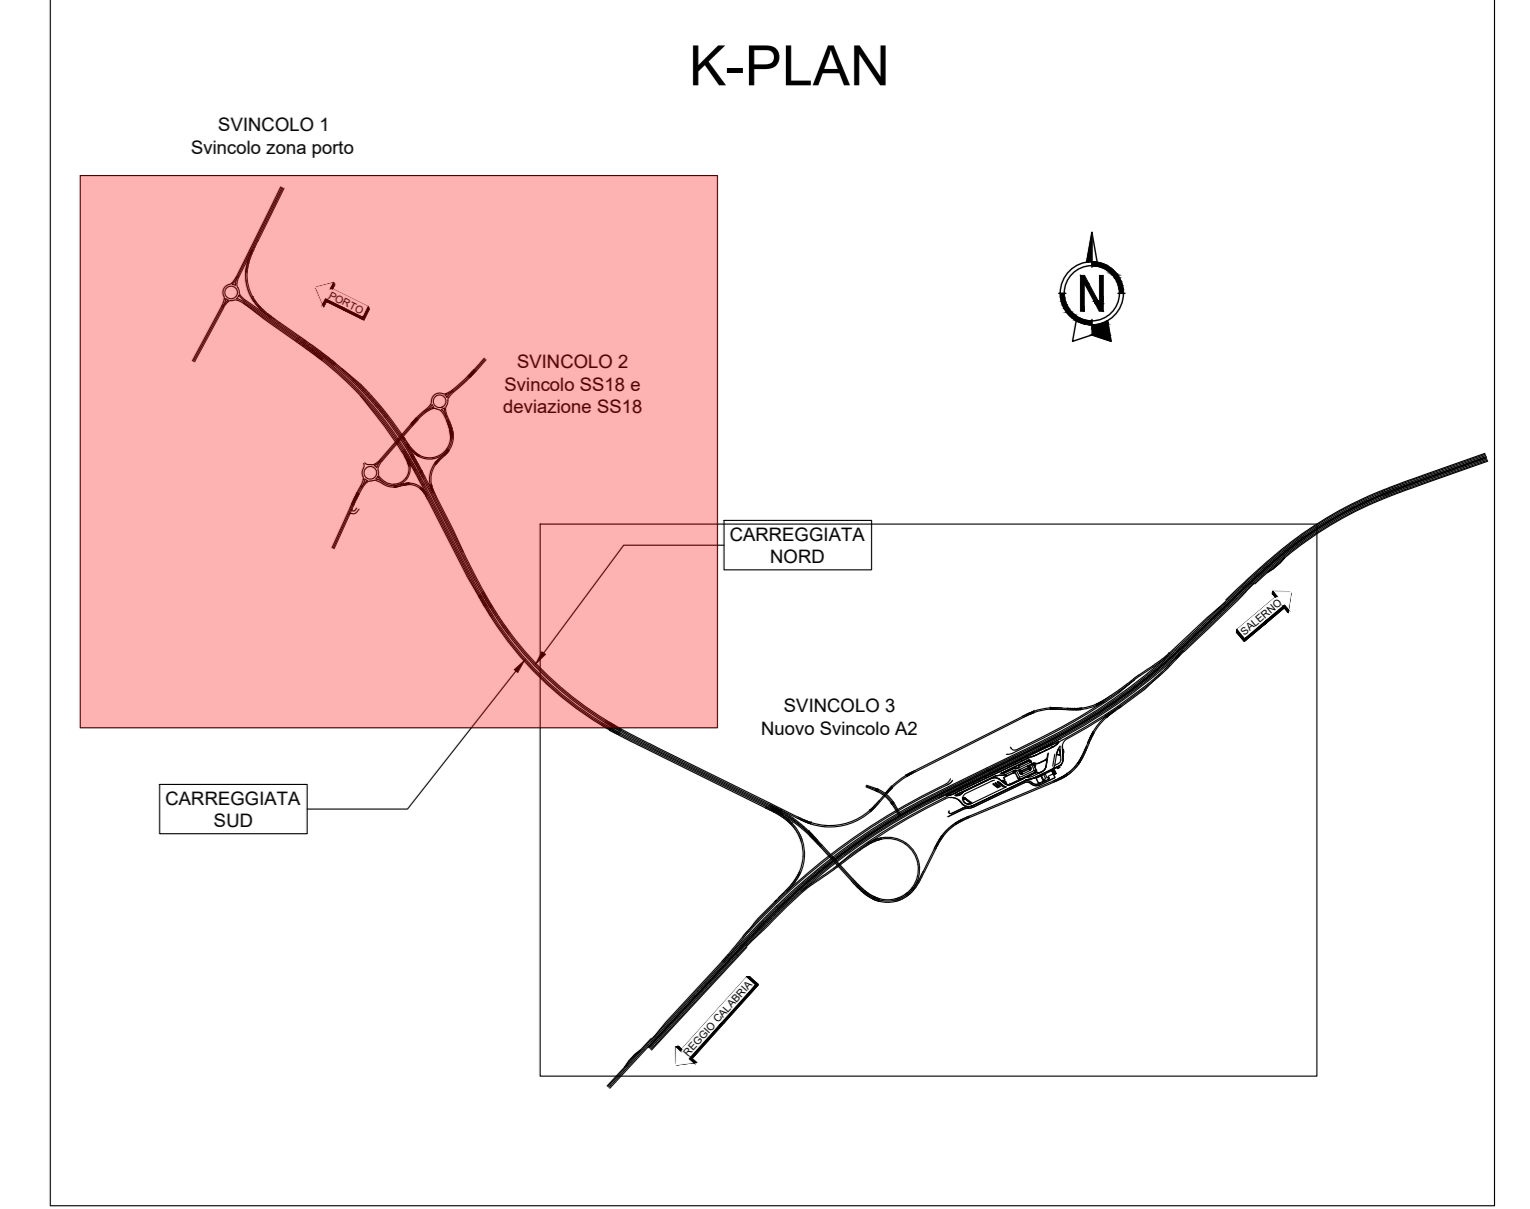 K-PLAN
SVINCOLO 1
Svincolo zona porto
PORTO
N
SVINCOLO 2
Svincolo SS18 e
deviazione SS18
CARREGGIATA
NORD
SALERNO
SVINCOLO 3
Nuovo Svincolo A2
CARREGGIATA
SUD
REGGIO CALABRIA